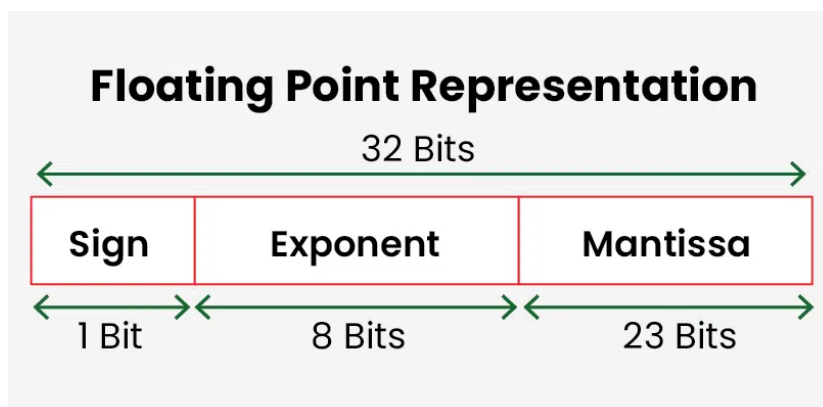 Floating Point Representation
32 Bits
Sign Exponent Mantissa
1 Bit 8 Bits 23 Bits